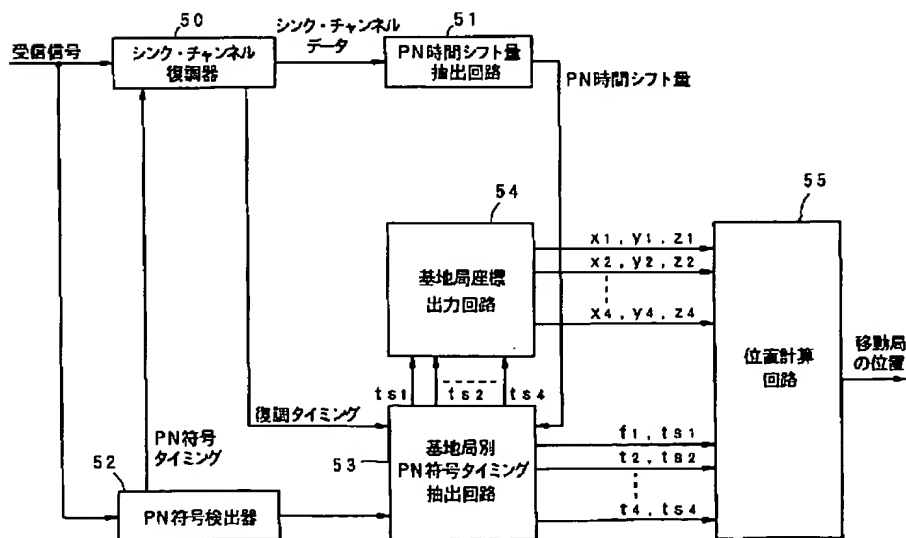 50
シンク・チャンネル
データ
51
受信信号
シンク・チャンネル
復調器
PN時間シフト量
抽出回路
PN時間シフト量
54
55
基地局座標
出力回路
x1, y1, z1
x2, y2, z2
x4, y4, z4
位置計算
回路
移動局
の位置
ts1
ts2
ts4
復調タイミング
PN符号
タイミング
52
53
基地局別
PN符号タイミング
抽出回路
f1, ts1
t2, ts2
t4, ts4
PN符号検出器